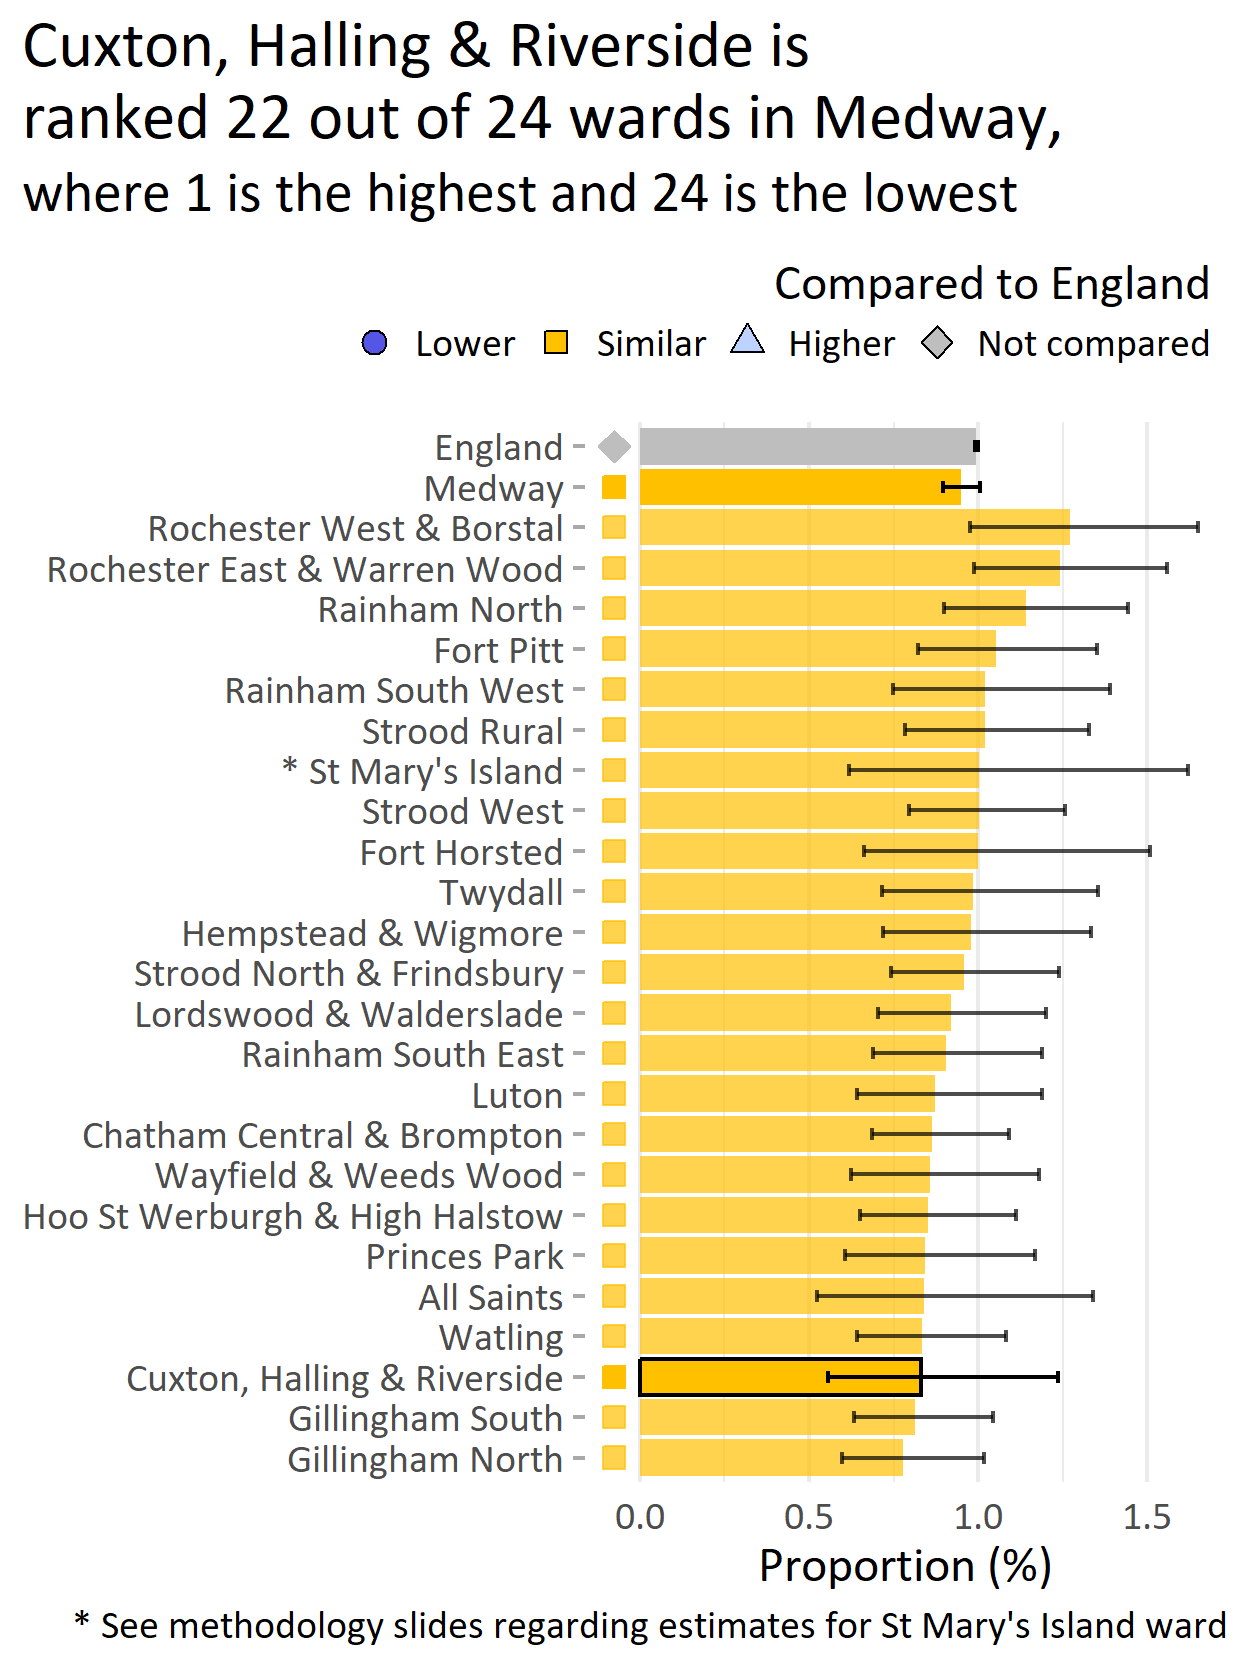 Cuxton, Halling & Riverside is
ranked 22 out of 24 wards in Medway,
where 1 is the highest and 24 is the lowest
Compared to England
Lower Similar Higher Not compared
England
Medway
Rochester West & Borstal
Rochester East & Warren Wood
Rainham North
Fort Pitt
Rainham South West
Strood Rural
* St Mary's Island
Strood West
Fort Horsted
Twydall
Hempstead & Wigmore
Strood North & Frindsbury
Lordswood & Walderslade
Rainham South East
Luton
Chatham Central & Brompton
Wayfield & Weeds Wood
Hoo St Werburgh & High Halstow
Princes Park
All Saints
Watling
Cuxton, Halling & Riverside
Gillingham South
Gillingham North
0.0 0.5 1.0 1.5
Proportion (%)
* See methodology slides regarding estimates for St Mary's Island ward